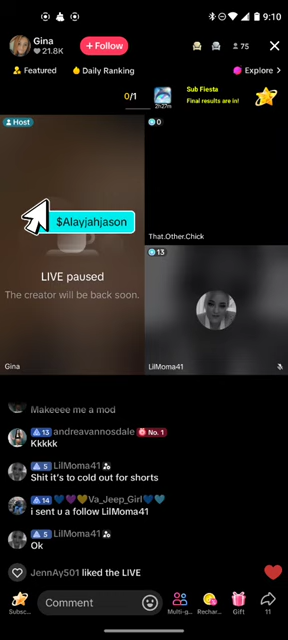 9:10
Gina
21.8K
+ Follow
75
Featured
Daily Ranking
Explore >
0/1
2h27m
Sub Fiesta
Final results are in!
Host
0
$Alayjahjason
LIVE paused
The creator will be back soon.
That.Other.Chick
13
Gina
LilMoma41
Makeeee me a mod
13 andreavannosdale No. 1
Kkkkk
5 LilMoma41
Shit it's to cold out for shorts
14 💙💜💛Va_Jeep_Girl💙💙
i sent u a follow LilMoma41
5 LilMoma41
Ok
JennAyS01 liked the LIVE
Subsc...
Comment
Multi-g...
Rechar...
Gift
11